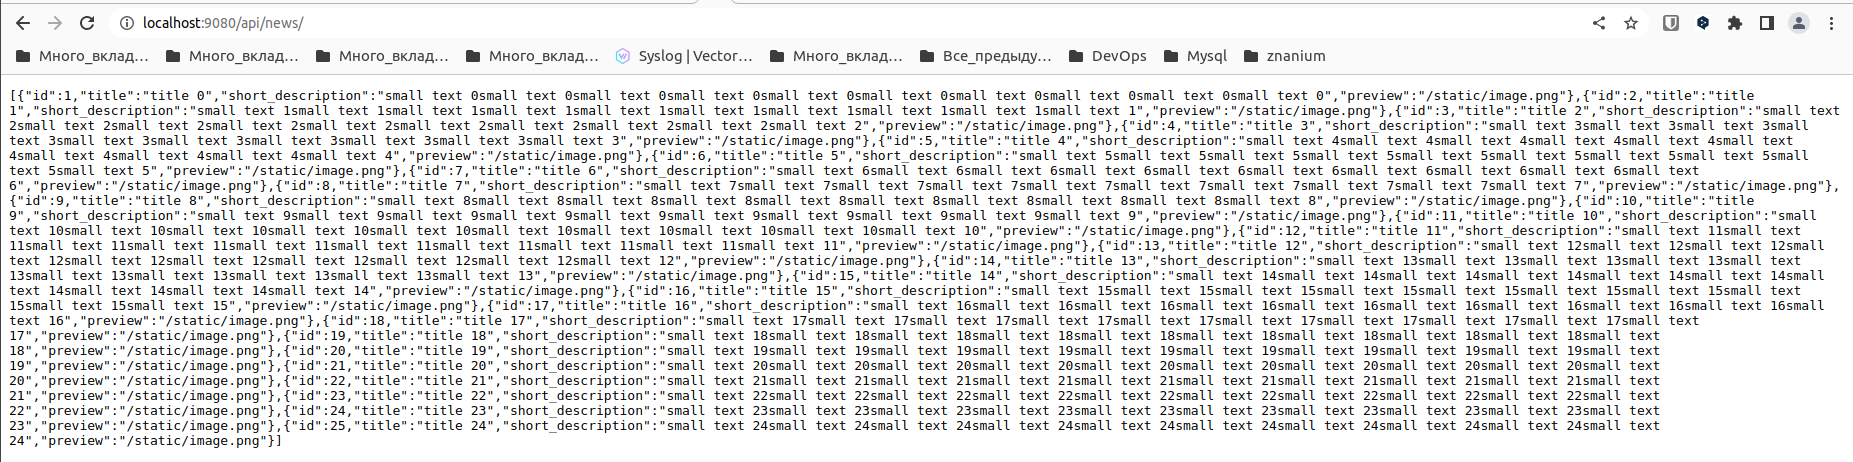 localhost:9080/api/news/
Много_вклад… Много_вклад… Много_вклад… Много_вклад… Syslog | Vector… Много_вклад… Все_предыду… DevOps Mysql znanium
[{"id":1,"title":"title 0","short_description":"small text 0small text 0small text 0small text 0small text 0small text 0small text 0small text 0small text 0small text 0","preview":"/static/image.png"},{"id":2,"title":"title
1","short_description":"small text 1small text 1small text 1small text 1small text 1small text 1small text 1small text 1small text 1small text 1","preview":"/static/image.png"},{"id":3,"title":"title 2","short_description":"small text
2small text 2small text 2small text 2small text 2small text 2small text 2small text 2small text 2small text 2","preview":"/static/image.png"},{"id":4,"title":"title 3","short_description":"small text 3small text 3small text 3small
text 3small text 3small text 3small text 3small text 3small text 3small text 3","preview":"/static/image.png"},{"id":5,"title":"title 4","short_description":"small text 4small text 4small text 4small text 4small text 4small text
4small text 4small text 4small text 4small text 4","preview":"/static/image.png"},{"id":6,"title":"title 5","short_description":"small text 5small text 5small text 5small text 5small text 5small text 5small text 5small text 5small
text 5small text 5","preview":"/static/image.png"},{"id":7,"title":"title 6","short_description":"small text 6small text 6small text 6small text 6small text 6small text 6small text 6small text 6small text 6small text
6","preview":"/static/image.png"},{"id":8,"title":"title 7","short_description":"small text 7small text 7small text 7small text 7small text 7small text 7small text 7small text 7small text 7small text 7","preview":"/static/image.png"},
{"id":9,"title":"title 8","short_description":"small text 8small text 8small text 8small text 8small text 8small text 8small text 8small text 8small text 8small text 8","preview":"/static/image.png"},{"id":10,"title":"title
9","short_description":"small text 9small text 9small text 9small text 9small text 9small text 9small text 9small text 9small text 9small text 9","preview":"/static/image.png"},{"id":11,"title":"title 10","short_description":"small
text 10small text 10small text 10small text 10small text 10small text 10small text 10small text 10small text 10small text 10","preview":"/static/image.png"},{"id":12,"title":"title 11","short_description":"small text 11small text
11small text 11small text 11small text 11small text 11small text 11small text 11small text 11small text 11","preview":"/static/image.png"},{"id":13,"title":"title 12","short_description":"small text 12small text 12small text 12small
text 12small text 12small text 12small text 12small text 12small text 12small text 12","preview":"/static/image.png"},{"id":14,"title":"title 13","short_description":"small text 13small text 13small text 13small text 13small text
13small text 13small text 13small text 13small text 13small text 13","preview":"/static/image.png"},{"id":15,"title":"title 14","short_description":"small text 14small text 14small text 14small text 14small text 14small text 14small
text 14small text 14small text 14small text 14","preview":"/static/image.png"},{"id":16,"title":"title 15","short_description":"small text 15small text 15small text 15small text 15small text 15small text 15small text 15small text
15small text 15small text 15","preview":"/static/image.png"},{"id":17,"title":"title 16","short_description":"small text 16small text 16small text 16small text 16small text 16small text 16small text 16small text 16small text 16small
text 16","preview":"/static/image.png"},{"id":18,"title":"title 17","short_description":"small text 17small text 17small text 17small text 17small text 17small text 17small text 17small text 17small text 17small text
17","preview":"/static/image.png"},{"id":19,"title":"title 18","short_description":"small text 18small text 18small text 18small text 18small text 18small text 18small text 18small text 18small text 18small text
18","preview":"/static/image.png"},{"id":20,"title":"title 19","short_description":"small text 19small text 19small text 19small text 19small text 19small text 19small text 19small text 19small text 19small text
19","preview":"/static/image.png"},{"id":21,"title":"title 20","short_description":"small text 20small text 20small text 20small text 20small text 20small text 20small text 20small text 20small text 20small text
20","preview":"/static/image.png"},{"id":22,"title":"title 21","short_description":"small text 21small text 21small text 21small text 21small text 21small text 21small text 21small text 21small text 21small text
21","preview":"/static/image.png"},{"id":23,"title":"title 22","short_description":"small text 22small text 22small text 22small text 22small text 22small text 22small text 22small text 22small text 22small text
22","preview":"/static/image.png"},{"id":24,"title":"title 23","short_description":"small text 23small text 23small text 23small text 23small text 23small text 23small text 23small text 23small text 23small text
23","preview":"/static/image.png"},{"id":25,"title":"title 24","short_description":"small text 24small text 24small text 24small text 24small text 24small text 24small text 24small text 24small text 24small text
24","preview":"/static/image.png"}]